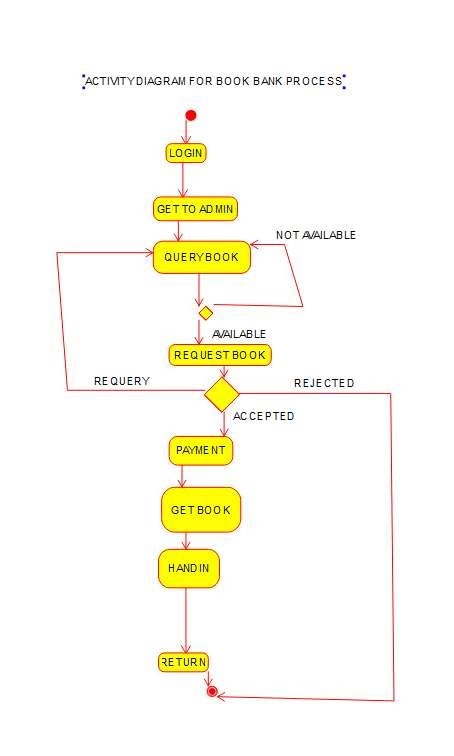 ACTIVITY DIAGRAM FOR BOOK BANK PROCESS
LOGIN
GET TO ADMIN
NOT AVAILABLE
QUERY BOOK
AVAILABLE
REQUEST BOOK
REQUERY
REJECTED
ACCEPTED
PAYMENT
GET BOOK
HAND IN
RETURN